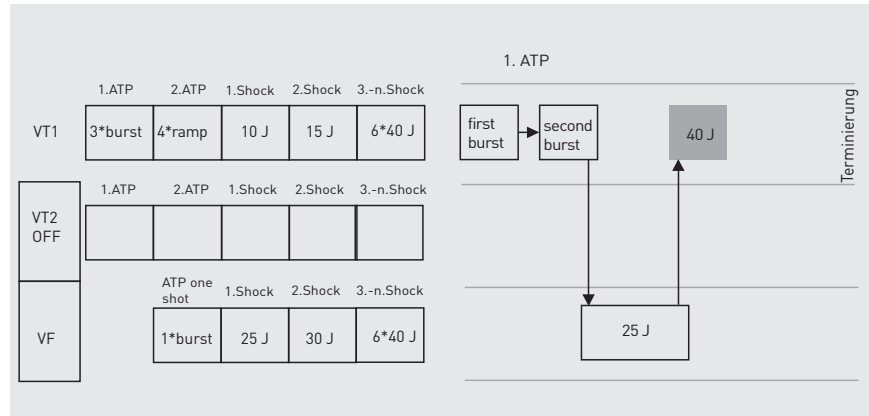 1. ATP
1.ATP 2.ATP 1.Shock 2.Shock 3.-n.Shock
VT1 3*burst 4*ramp 10 J 15 J 6*40 J
first
burst
second
burst
40 J
Terminierung
1.ATP 2.ATP 1.Shock 2.Shock 3.-n.Shock
VT2
OFF
ATP one
shot
1.Shock 2.Shock 3.-n.Shock
VF 1*burst 25 J 30 J 6*40 J
25 J